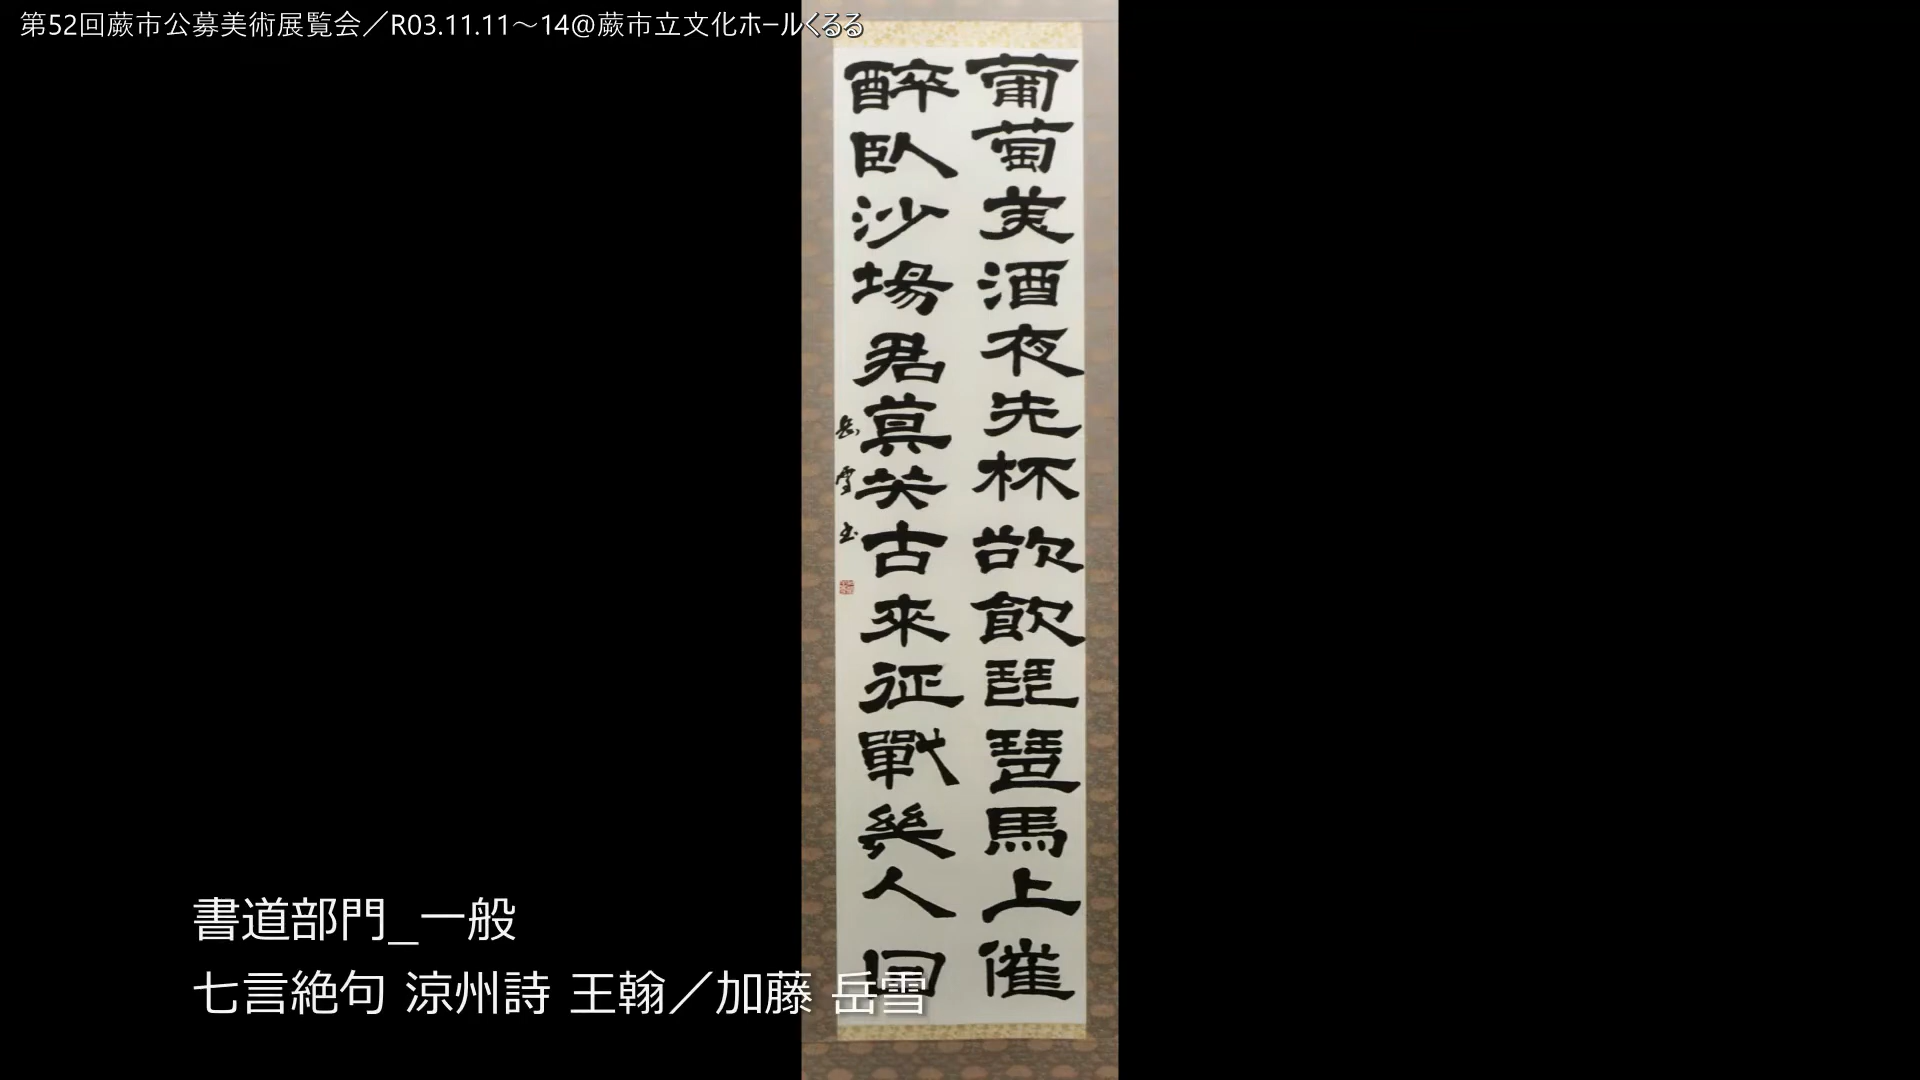 第52回蕨市公募美術展覧会／R03.11.11～14@蕨市立文化ホールくるる
葡萄美酒夜光杯欲飲琵琶馬上催
醉臥沙場君莫笑古來征戰幾人回
岳雪書
書道部門_一般
七言絶句 涼州詩 王翰／加藤 岳雪